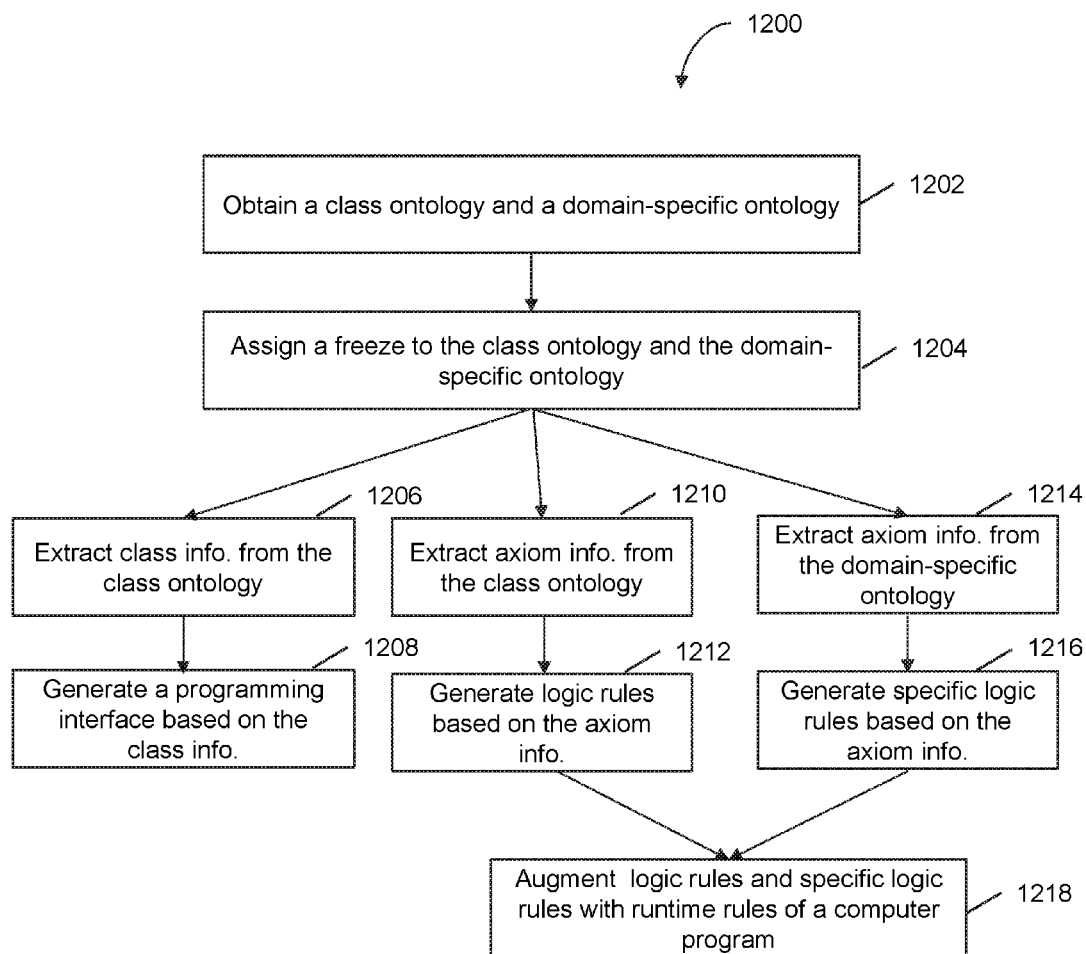 1200
Obtain a class ontology and a domain-specific ontology
1202
Assign a freeze to the class ontology and the domain-
specific ontology
1204
1206
Extract class info. from the
class ontology
1210
Extract axiom info. from
the class ontology
1214
Extract axiom info. from
the domain-specific
ontology
1208
Generate a programming
interface based on the
class info.
1212
Generate logic rules
based on the axiom
info.
1216
Generate specific logic
rules based on the
axiom info.
Augment logic rules and specific logic
rules with runtime rules of a computer
program
1218